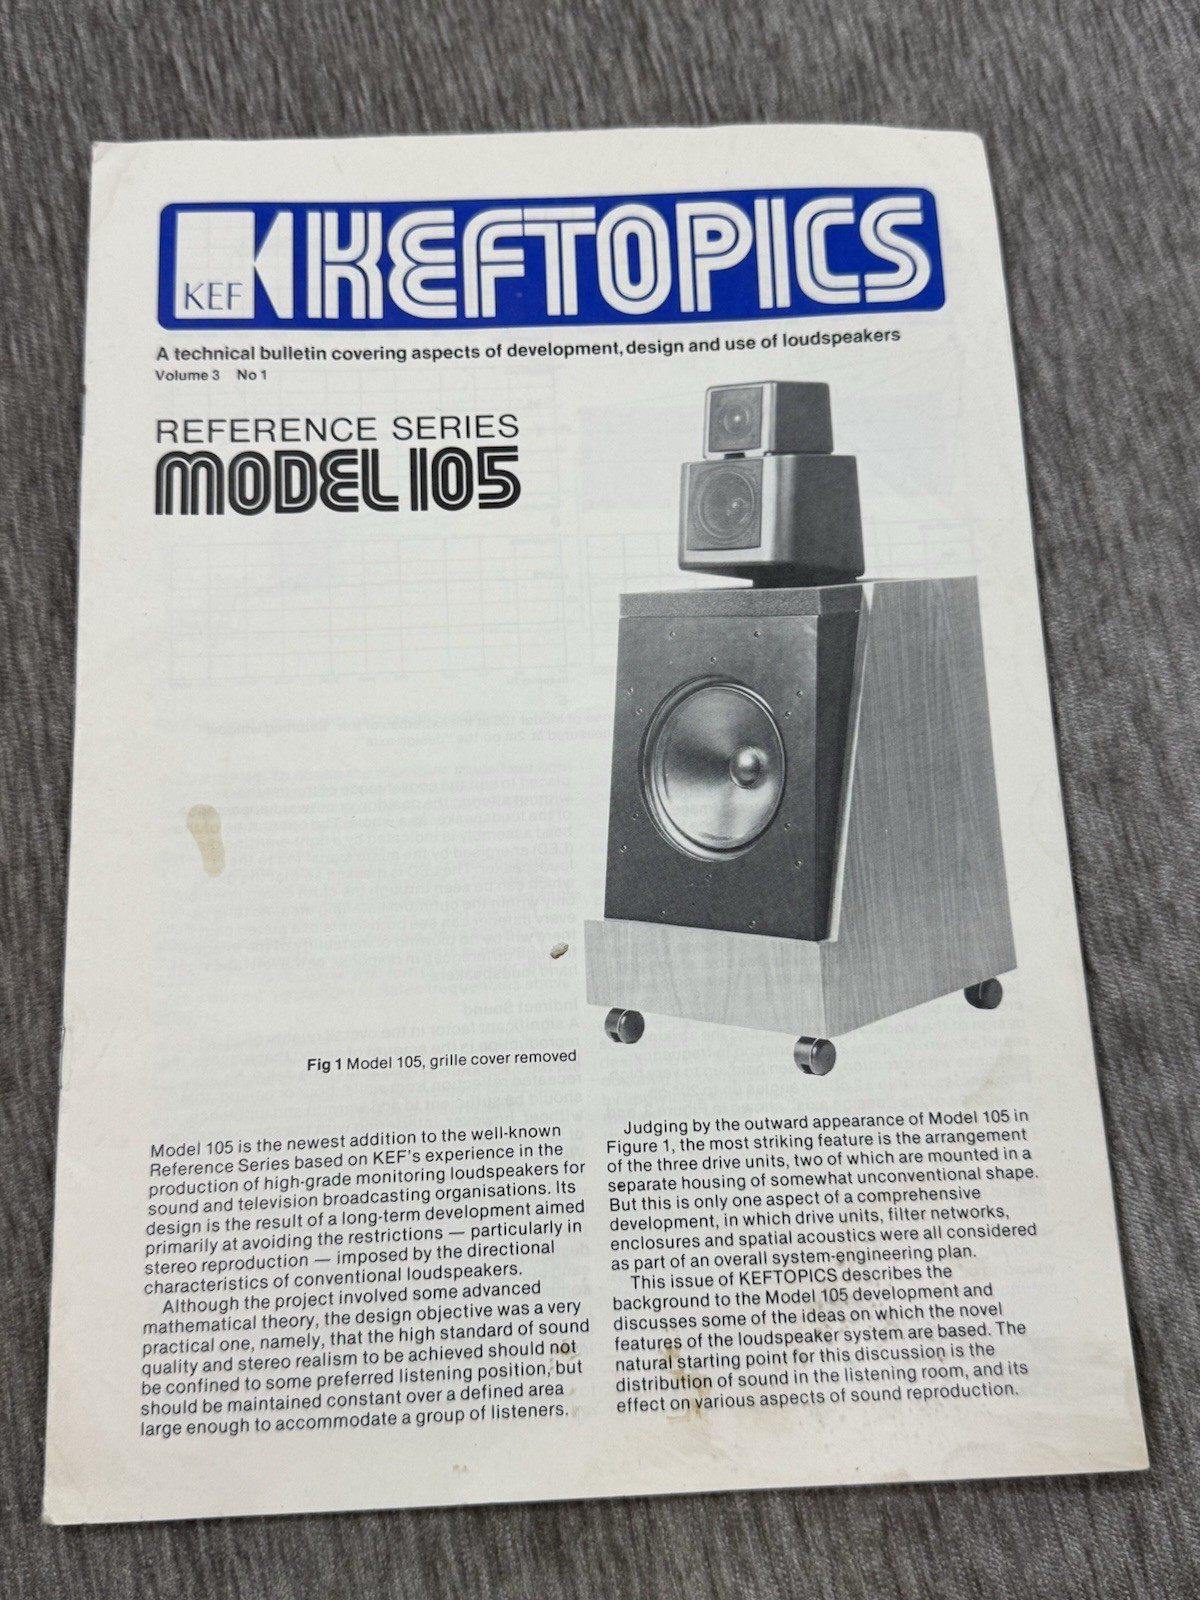 KEF
KEFTOPICS
A technical bulletin covering aspects of development, design and use of loudspeakers
Volume 3 No 1
REFERENCE SERIES
MODEL 105
Fig 1 Model 105, grille cover removed
Model 105 is the newest addition to the well-known
Reference Series based on KEF's experience in the
production of high-grade monitoring loudspeakers for
sound and television broadcasting organisations. Its
design is the result of a long-term development aimed
primarily at avoiding the restrictions — particularly in
stereo reproduction — imposed by the directional
characteristics of conventional loudspeakers.
Although the project involved some advanced
mathematical theory, the design objective was a very
practical one, namely, that the high standard of sound
quality and stereo realism to be achieved should not
be confined to some preferred listening position, but
should be maintained constant over a defined area
large enough to accommodate a group of listeners.
Judging by the outward appearance of Model 105 in
Figure 1, the most striking feature is the arrangement
of the three drive units, two of which are mounted in a
separate housing of somewhat unconventional shape.
But this is only one aspect of a comprehensive
development, in which drive units, filter networks,
enclosures and spatial acoustics were all considered
as part of an overall system-engineering plan.
This issue of KEFTOPICS describes the
background to the Model 105 development and
discusses some of the ideas on which the novel
features of the loudspeaker system are based. The
natural starting point for this discussion is the
distribution of sound in the listening room, and its
effect on various aspects of sound reproduction.